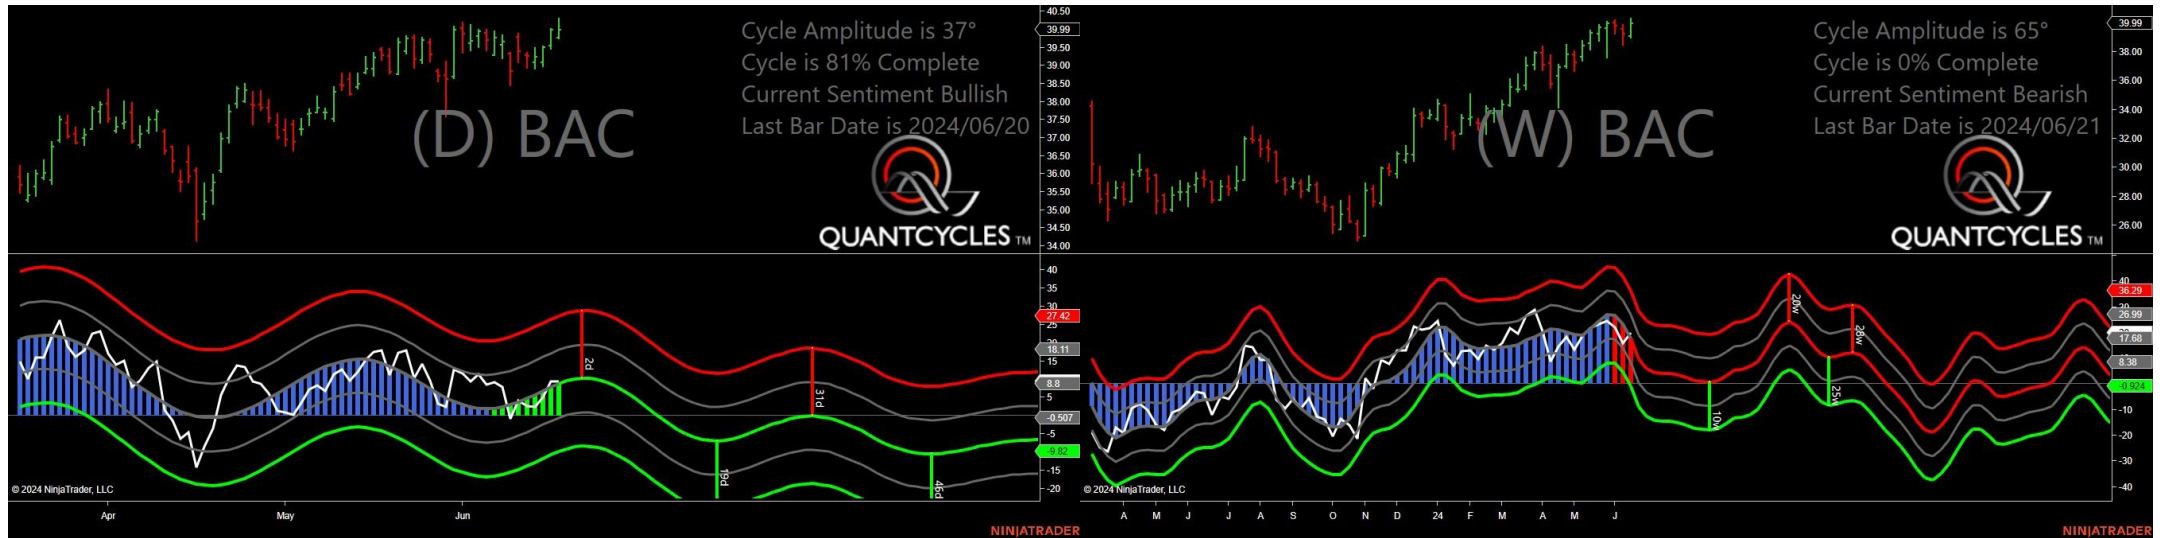 Cycle Amplitude is 37°
Cycle is 81% Complete
Current Sentiment Bullish
Last Bar Date is 2024/06/20
(D) BAC
QUANTCYCLES TM
40.50
39.99
39.50
39.00
38.50
38.00
37.50
37.00
36.50
36.00
35.50
35.00
34.50
34.00
40
35
30
27.42
25
18.11
15
8.8
5
-0.507
-5
-9.82
-15
-20
2d
19d
31d
46d
© 2024 NinjaTrader, LLC
Apr
May
Jun
NINJATRADER
Cycle Amplitude is 65°
Cycle is 0% Complete
Current Sentiment Bearish
Last Bar Date is 2024/06/21
(W) BAC
QUANTCYCLES TM
39.99
38.00
36.00
34.00
32.00
30.00
28.00
26.00
40
36.29
26.99
17.68
8.38
-0.924
-10
-20
-30
-40
10w
20w
25w
28w
© 2024 NinjaTrader, LLC
A
M
J
J
A
S
O
N
D
24
F
M
A
M
J
NINJATRADER